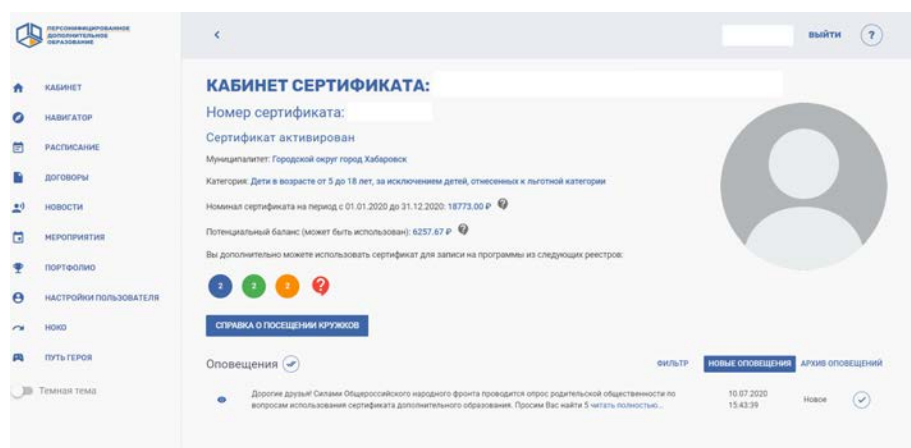 ПЕРСОНИФИЦИРОВАННОЕ
ДОПОЛНИТЕЛЬНОЕ
ОБРАЗОВАНИЕ
ВЫЙТИ
?
КАБИНЕТ
НАВИГАТОР
РАСПИСАНИЕ
ДОГОВОРЫ
НОВОСТИ
МЕРОПРИЯТИЯ
ПОРТФОЛИО
НАСТРОЙКИ ПОЛЬЗОВАТЕЛЯ
НОКО
ПУТЬ ГЕРОЯ
Темная тема
КАБИНЕТ СЕРТИФИКАТА:
Номер сертификата:
Сертификат активирован
Муниципалитет: Городской округ город Хабаровск
Категория: Дети в возрасте от 5 до 18 лет, за исключением детей, отнесенных к льготной категории
Номинал сертификата на период с 01.01.2020 до 31.12.2020: 18773.00 ₽ ?
Потенциальный баланс (может быть использован): 6257.67 ₽ ?
Вы дополнительно можете использовать сертификат для записи на программы из следующих реестров:
2 2 2 ?
СПРАВКА О ПОСЕЩЕНИИ КРУЖКОВ
Оповещения
ФИЛЬТР НОВЫЕ ОПОВЕЩЕНИЯ АРХИВ ОПОВЕЩЕНИЙ
Дорогие друзья! Силами Общероссийского народного фронта проводится опрос родительской общественности по
вопросам использования сертификата дополнительного образования. Просим Вас найти 5 читать полностью...
10.07.2020
15:43:39
Новое